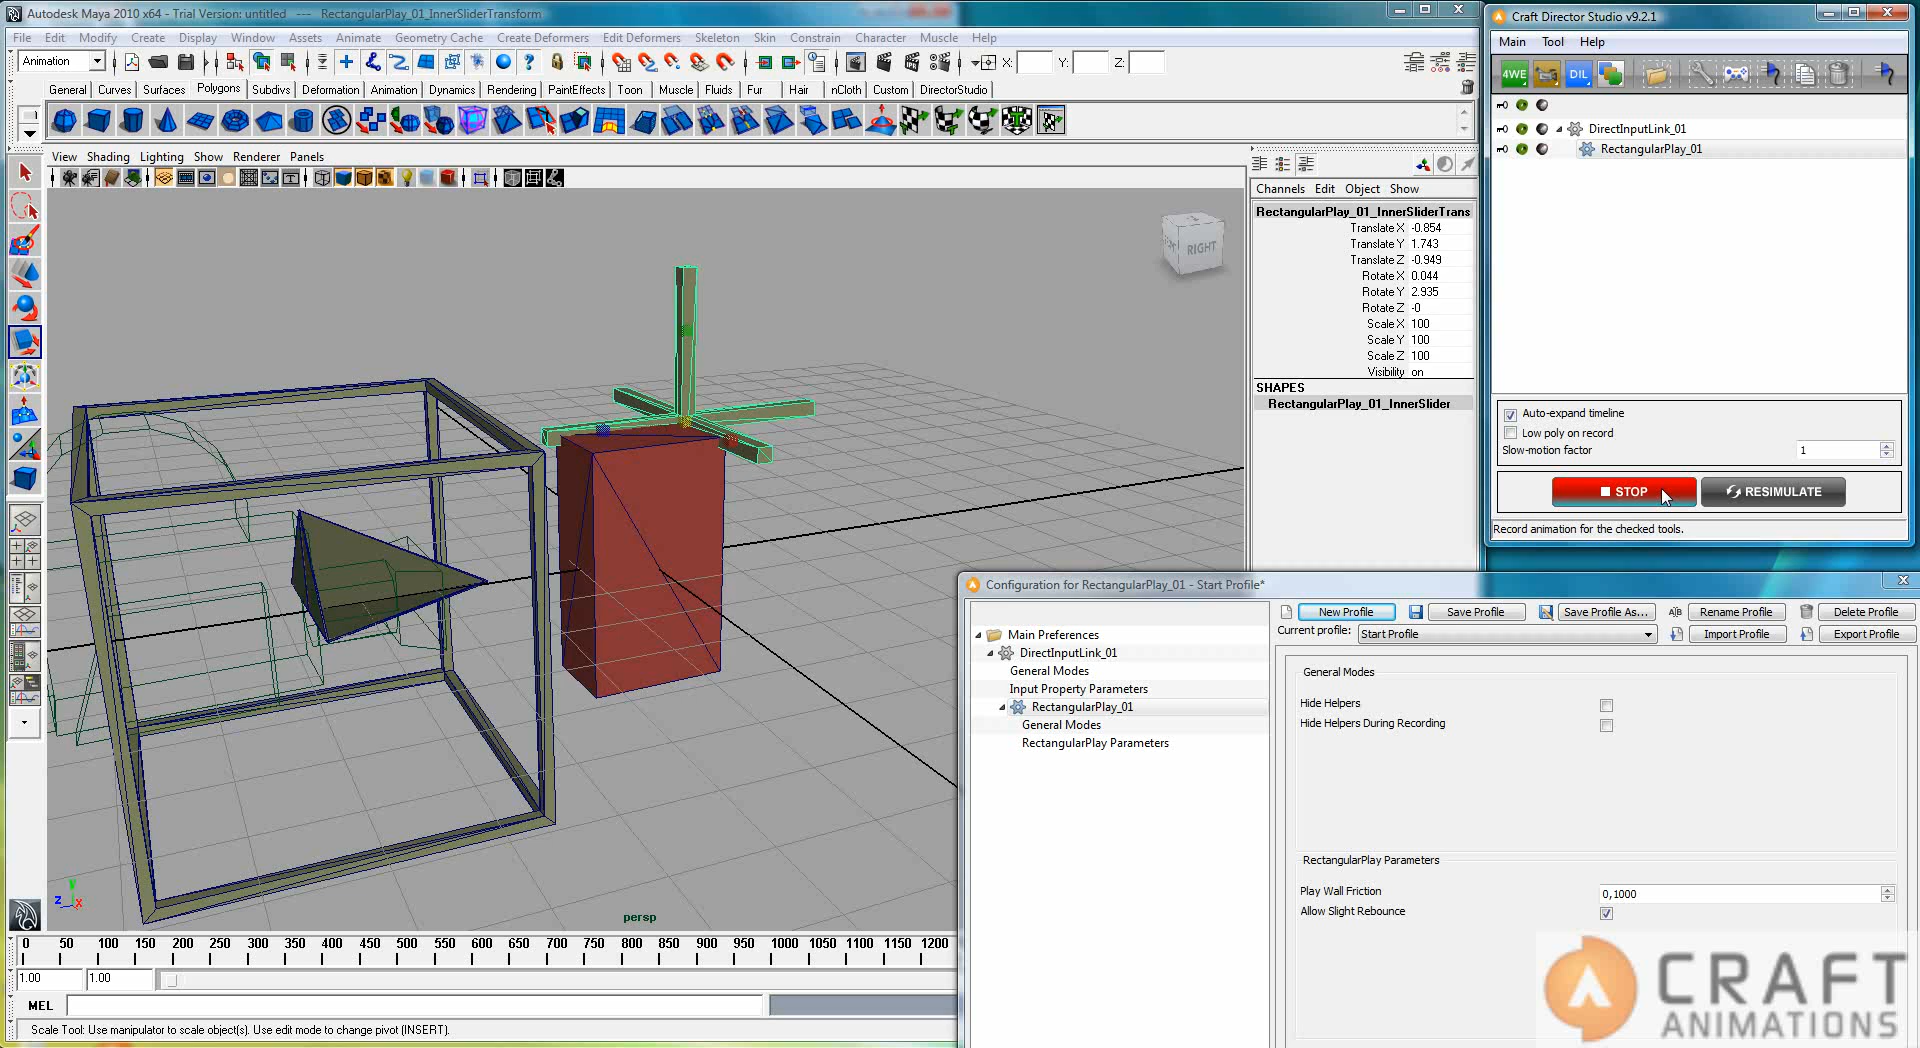 Autodesk Maya 2010 x64 - Trial Version: untitled   ---   RectangularPlay_01_InnerSliderTransform
File Edit Modify Create Display Window Assets Animate Geometry Cache Create Deformers Edit Deformers Skeleton Skin Constrain Character Muscle Help
Animation X: Y: Z:
General Curves Surfaces Polygons Subdivs Deformation Animation Dynamics Rendering PaintEffects Toon Muscle Fluids Fur Hair nCloth Custom DirectorStudio
View Shading Lighting Show Renderer Panels
RIGHT
persp
Y
Z
X
Channels Edit Object Show
RectangularPlay_01_InnerSliderTrans
Translate X -0.854
Translate Y 1.743
Translate Z -0.949
Rotate X 0.044
Rotate Y 2.935
Rotate Z -0
Scale X 100
Scale Y 100
Scale Z 100
Visibility on
SHAPES
RectangularPlay_01_InnerSlider
0 50 100 150 200 250 300 350 400 450 500 550 600 650 700 750 800 850 900 950 1000 1050 1100 1150 1200
1.00 1.00
MEL
Scale Tool: Use manipulator to scale object(s). Use edit mode to change pivot (INSERT).
Craft Director Studio v9.2.1
Main Tool Help
4WE DIL
DirectInputLink_01
RectangularPlay_01
Auto-expand timeline
Low poly on record
Slow-motion factor 1
STOP RESIMULATE
Record animation for the checked tools.
Configuration for RectangularPlay_01 - Start Profile*
Main Preferences
DirectInputLink_01
General Modes
Input Property Parameters
RectangularPlay_01
General Modes
RectangularPlay Parameters
New Profile Save Profile Save Profile As... Rename Profile Delete Profile
Current profile: Start Profile Import Profile Export Profile
General Modes
Hide Helpers
Hide Helpers During Recording
RectangularPlay Parameters
Play Wall Friction 0,1000
Allow Slight Rebounce
CRAFT
ANIMATIONS